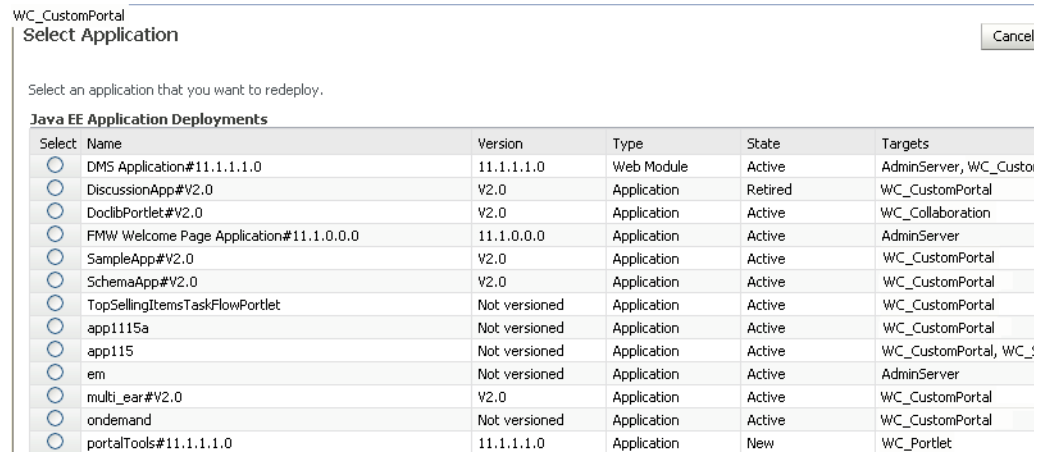 WC_CustomPortal
Select Application
Cancel
Select an application that you want to redeploy.
Java EE Application Deployments
Select Name Version Type State Targets
DMS Application#11.1.1.1.0 11.1.1.1.0 Web Module Active AdminServer, WC_Custo
DiscussionApp#V2.0 V2.0 Application Retired WC_CustomPortal
DoclibPortlet#V2.0 V2.0 Application Active WC_Collaboration
FMW Welcome Page Application#11.1.0.0.0 11.1.0.0.0 Application Active AdminServer
SampleApp#V2.0 V2.0 Application Active WC_CustomPortal
SchemaApp#V2.0 V2.0 Application Active WC_CustomPortal
TopSellingItemsTaskFlowPortlet Not versioned Application Active WC_CustomPortal
app1115a Not versioned Application Active WC_CustomPortal
app115 Not versioned Application Active WC_CustomPortal, WC_S
em Not versioned Application Active AdminServer
multi_ear#V2.0 V2.0 Application Active WC_CustomPortal
ondemand Not versioned Application Active WC_CustomPortal
portalTools#11.1.1.1.0 11.1.1.1.0 Application New WC_Portlet